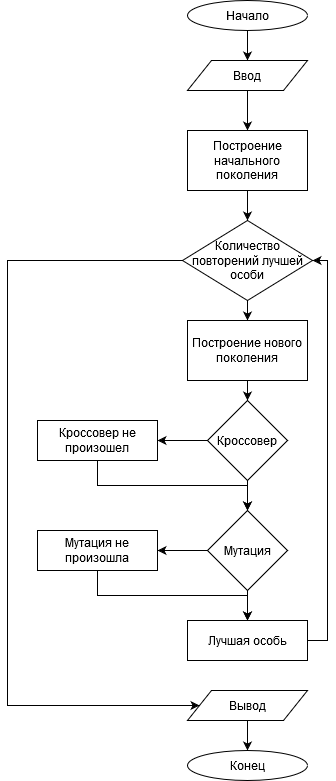 Начало
Ввод
Построение
начального
поколения
Количество
повторений лучшей
особи
Построение нового
поколения
Кроссовер не
произошел
Кроссовер
Мутация не
произошла
Мутация
Лучшая особь
Вывод
Конец